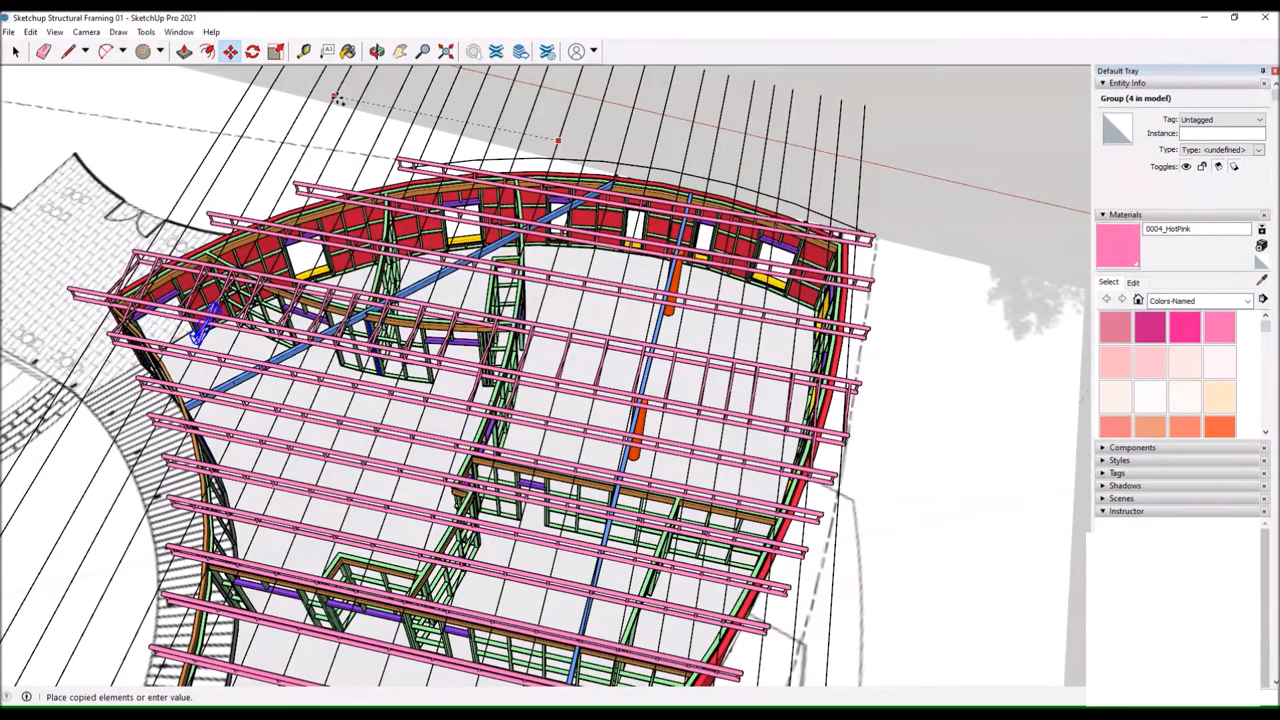 Sketchup Structural Framing 01 - SketchUp Pro 2021
File Edit View Camera Draw Tools Window Help
A1
Default Tray
Entity Info
Group (4 in model)
Tag: Untagged
Instance:
Type: Type: <undefined>
Toggles:
Materials
0004_HotPink
Select Edit
Colors-Named
Components
Styles
Tags
Shadows
Scenes
Instructor
Place copied elements or enter value.